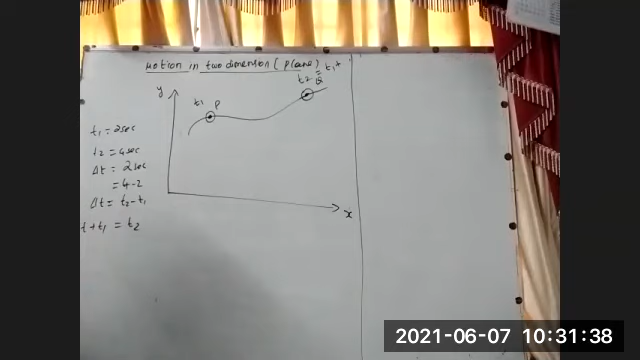 Motion in two dimension (plane)
y
t1 P
t2
Q
t1 = 2sec
t2 = 4sec
Δt = 2sec
= 4-2
Δt = t2-t1
t+t1 = t2
x
2021-06-07 10:31:38